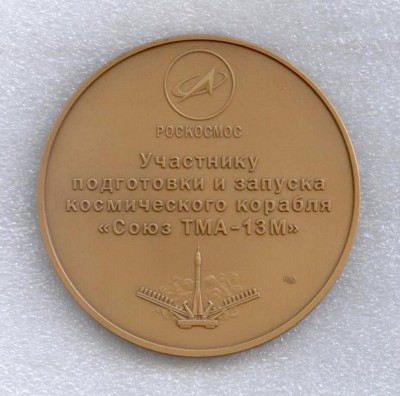 РОСКОСМОС
Участнику
подготовки и запуска
космического корабля
«Союз ТМА-13М»